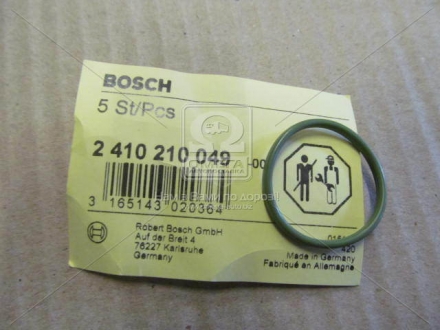 BOSCH
5 St/Pcs
2 410 210 049
3 165143 020364
Robert Bosch GmbH
Auf der Breit 4
76227 Karlsruhe
Germany
420
Made in Germany
Fabriqué en Allemagne